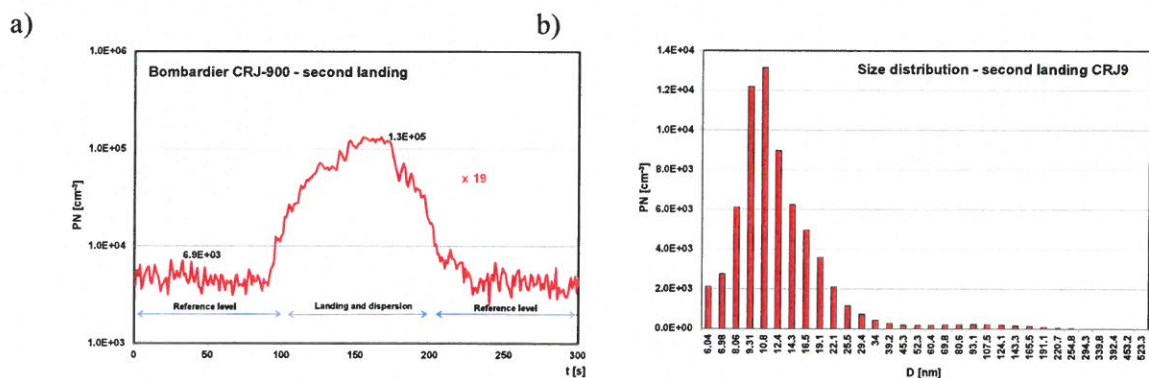 a)
b)
1.0E+06
1.0E+05
1.0E+04
1.0E+03
PN [cm⁻³]
Bombardier CRJ-900 - second landing
1.3E+05
x 19
6.9E+03
Reference level
Landing and dispersion
Reference level
0
50
100
150
200
250
300
t [s]
1.4E+04
1.2E+04
1.0E+04
8.0E+03
6.0E+03
4.0E+03
2.0E+03
0.0E+00
PN [cm⁻³]
Size distribution - second landing CRJ9
6.04
6.98
8.06
9.31
10.8
12.4
14.3
16.5
19.1
22.1
25.5
29.4
34
39.2
45.3
52.3
60.4
69.8
80.6
93.1
107.5
124.1
143.3
165.5
191.1
220.7
254.8
294.3
339.8
392.4
453.2
523.3
D [nm]